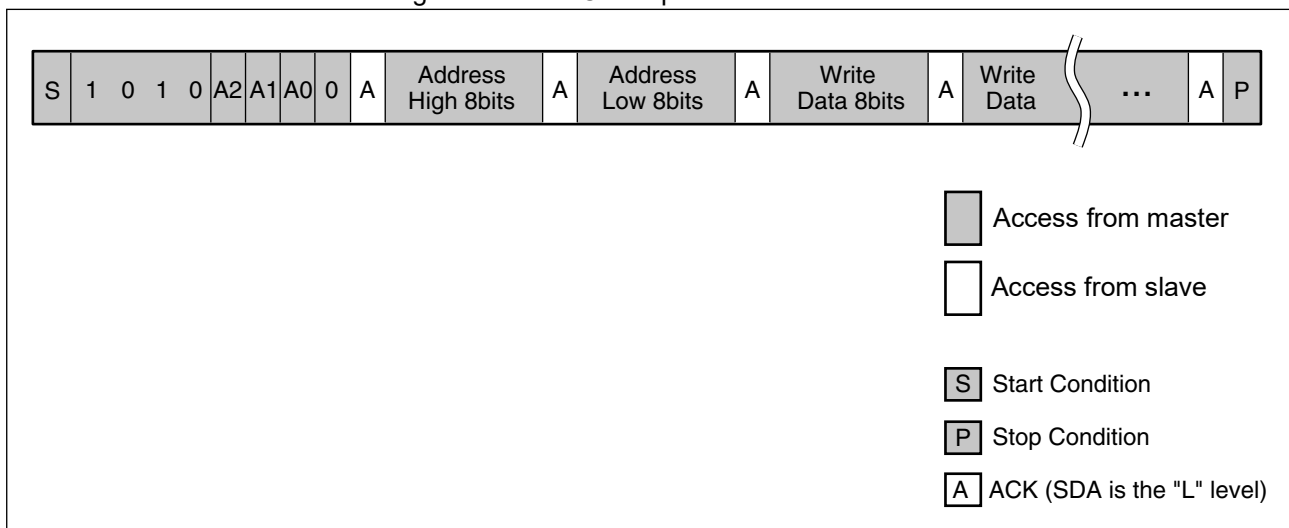 S 1 0 1 0 A2 A1 A0 0 A Address High 8bits A Address Low 8bits A Write Data 8bits A Write Data ... A P
Access from master
Access from slave
S Start Condition
P Stop Condition
A ACK (SDA is the "L" level)